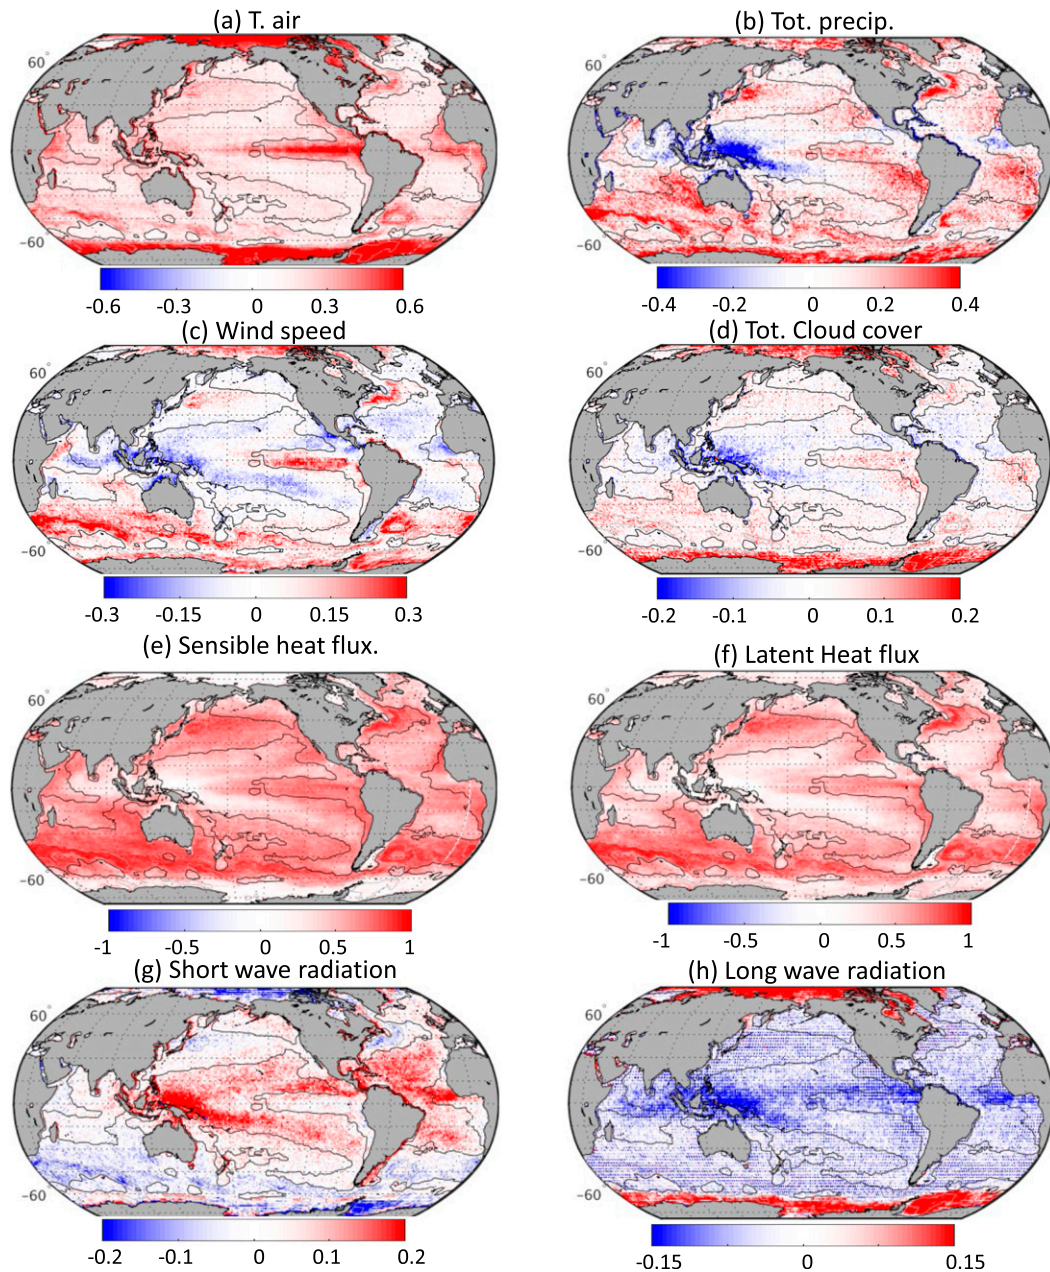 (a) T. air
(b) Tot. precip.
60°
60°
-60
-60
-0.6 -0.3 0 0.3 0.6
-0.4 -0.2 0 0.2 0.4
(c) Wind speed
(d) Tot. Cloud cover
60°
60°
-60
-60
-0.3 -0.15 0 0.15 0.3
-0.2 -0.1 0 0.1 0.2
(e) Sensible heat flux.
(f) Latent Heat flux
60°
60°
-60
-60
-1 -0.5 0 0.5 1
-1 -0.5 0 0.5 1
(g) Short wave radiation
(h) Long wave radiation
60°
60°
-60
-60
-0.2 -0.1 0 0.1 0.2
-0.15 0 0.15